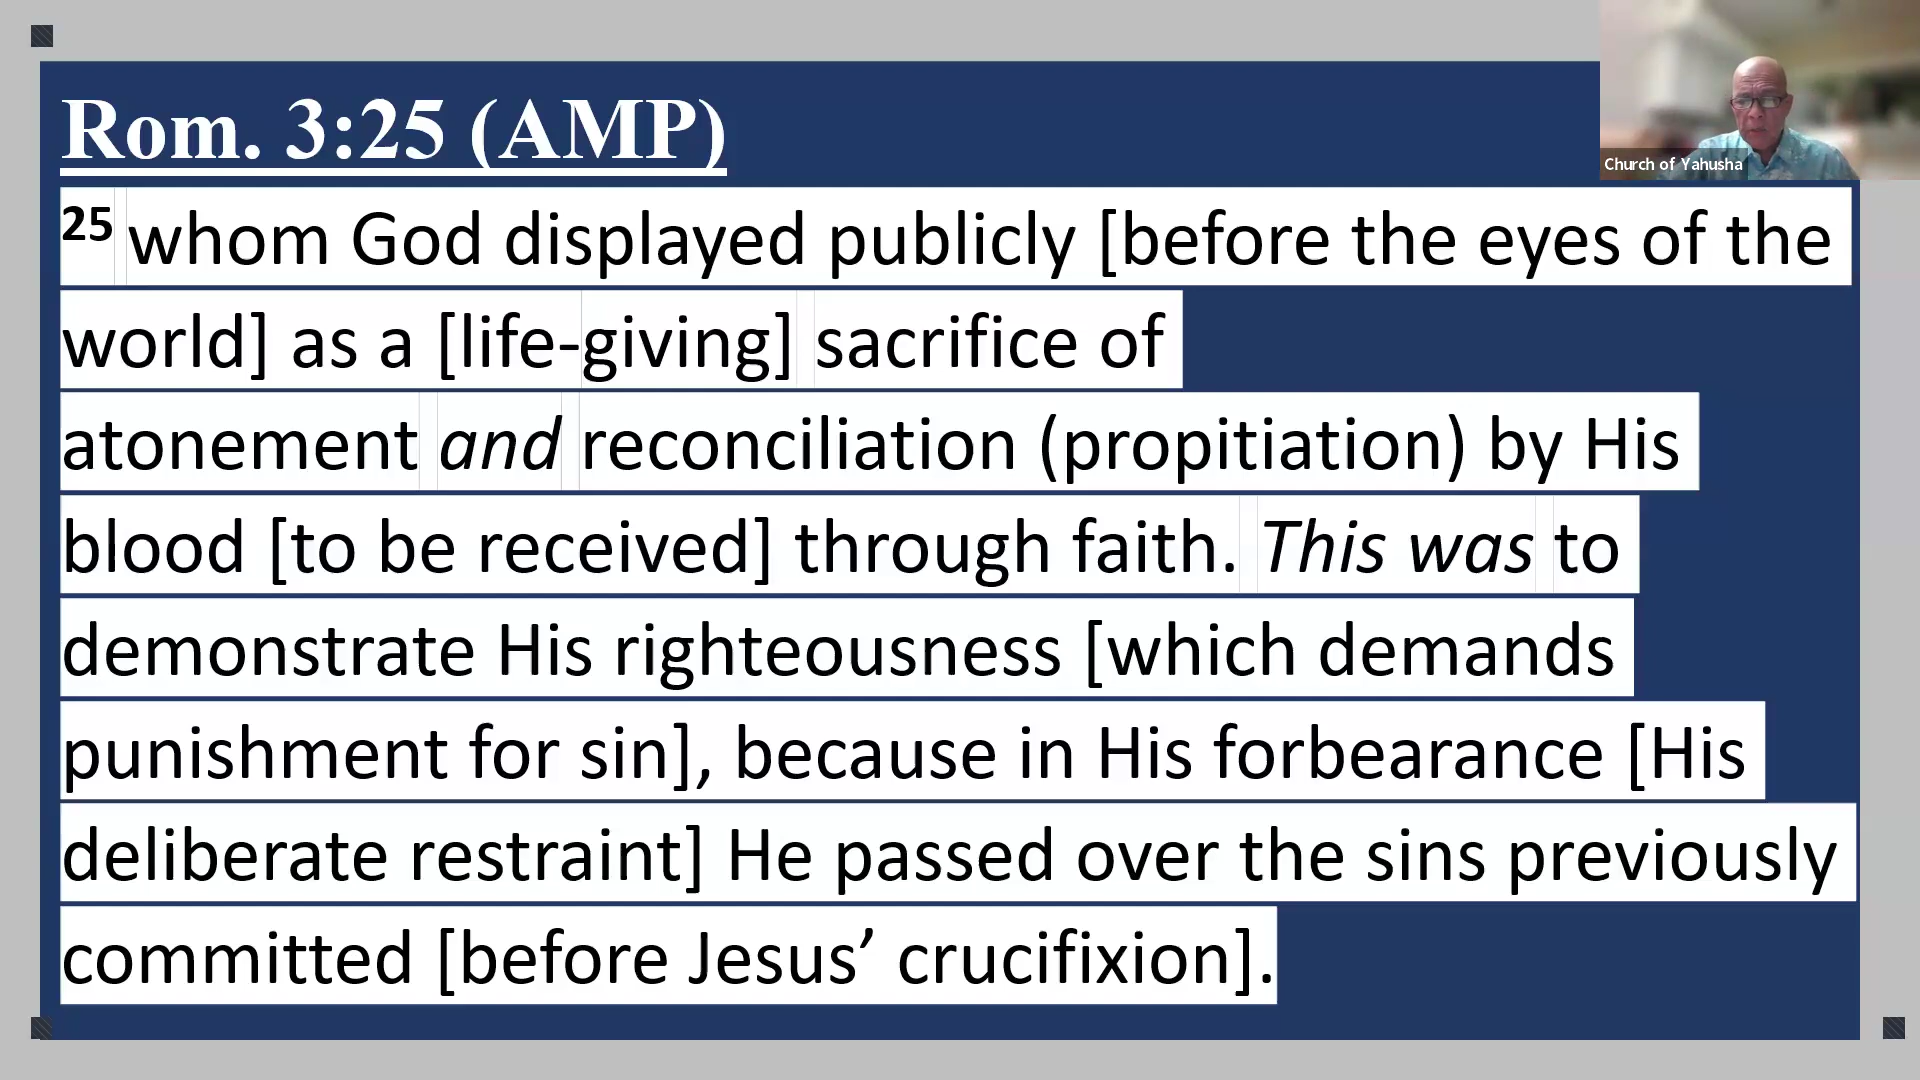 Rom. 3:25 (AMP)
Church of Yahusha
25 whom God displayed publicly [before the eyes of the
world] as a [life-giving] sacrifice of
atonement and reconciliation (propitiation) by His
blood [to be received] through faith. This was to
demonstrate His righteousness [which demands
punishment for sin], because in His forbearance [His
deliberate restraint] He passed over the sins previously
committed [before Jesus’ crucifixion].